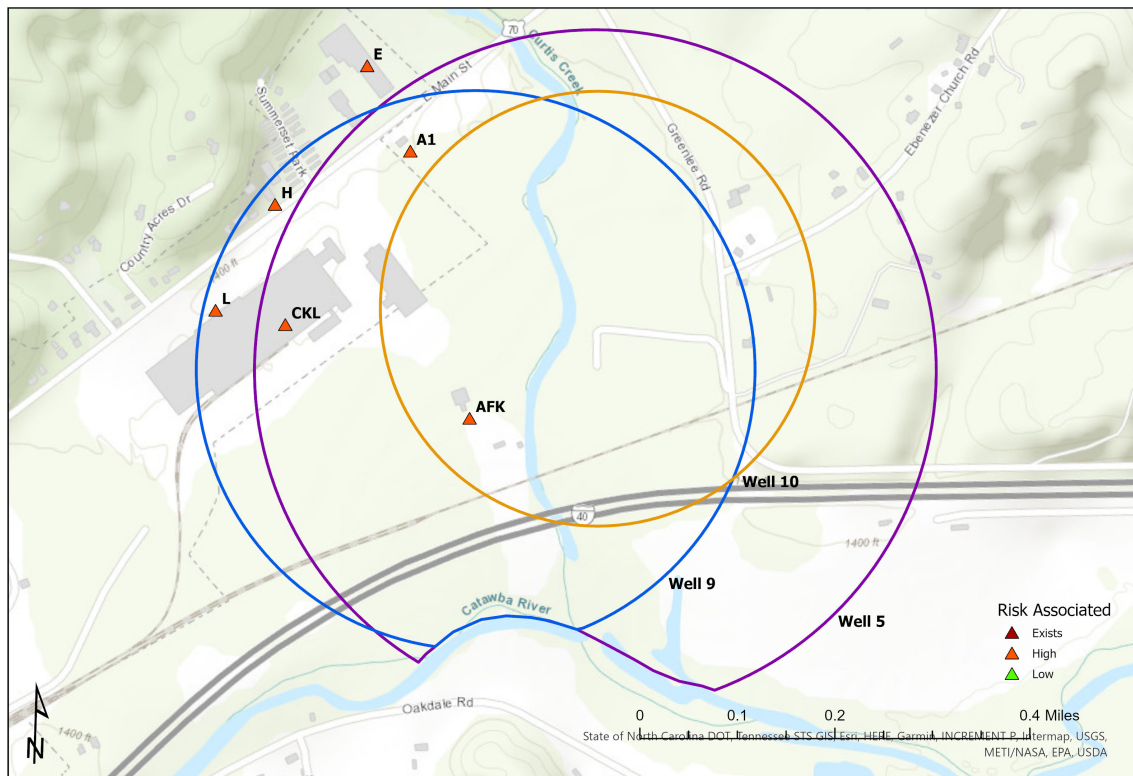 70
Curtis Creek
E
E Main St
Summerset Park
A1
Greenlee Rd
Ebenezer Church Rd
H
Country Acres Dr
1400 ft
L
CKL
AFK
Well 10
40
1400 ft
Well 9
Catawba River
Well 5
Risk Associated
Exists
High
Low
Oakdale Rd
1400 ft
N
0 0.1 0.2 0.4 Miles
State of North Carolina DOT, Tennessee STS GIS, Esri, HERE, Garmin, INCREMENT P, Intermap, USGS,
METI/NASA, EPA, USDA